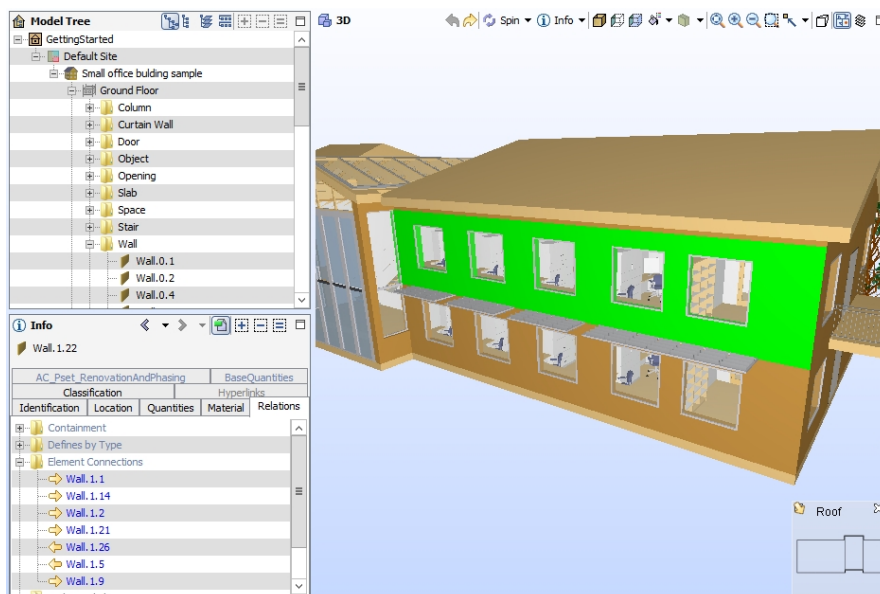 Model Tree
GettingStarted
Default Site
Small office bulding sample
Ground Floor
Column
Curtain Wall
Door
Object
Opening
Slab
Space
Stair
Wall
Wall.0.1
Wall.0.2
Wall.0.4
Info
Wall.1.22
AC_Pset_RenovationAndPhasing BaseQuantities
Classification Hyperlinks
Identification Location Quantities Material Relations
Containment
Defines by Type
Element Connections
Wall.1.1
Wall.1.14
Wall.1.2
Wall.1.21
Wall.1.26
Wall.1.5
Wall.1.9
3D Spin Info
Roof